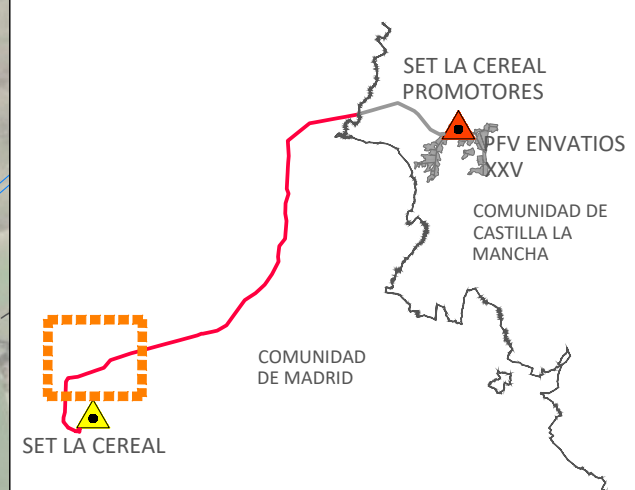 SET LA CEREAL
PROMOTORES
PFV ENVATIOS
XXV
COMUNIDAD DE
CASTILLA LA
MANCHA
COMUNIDAD
DE MADRID
SET LA CEREAL